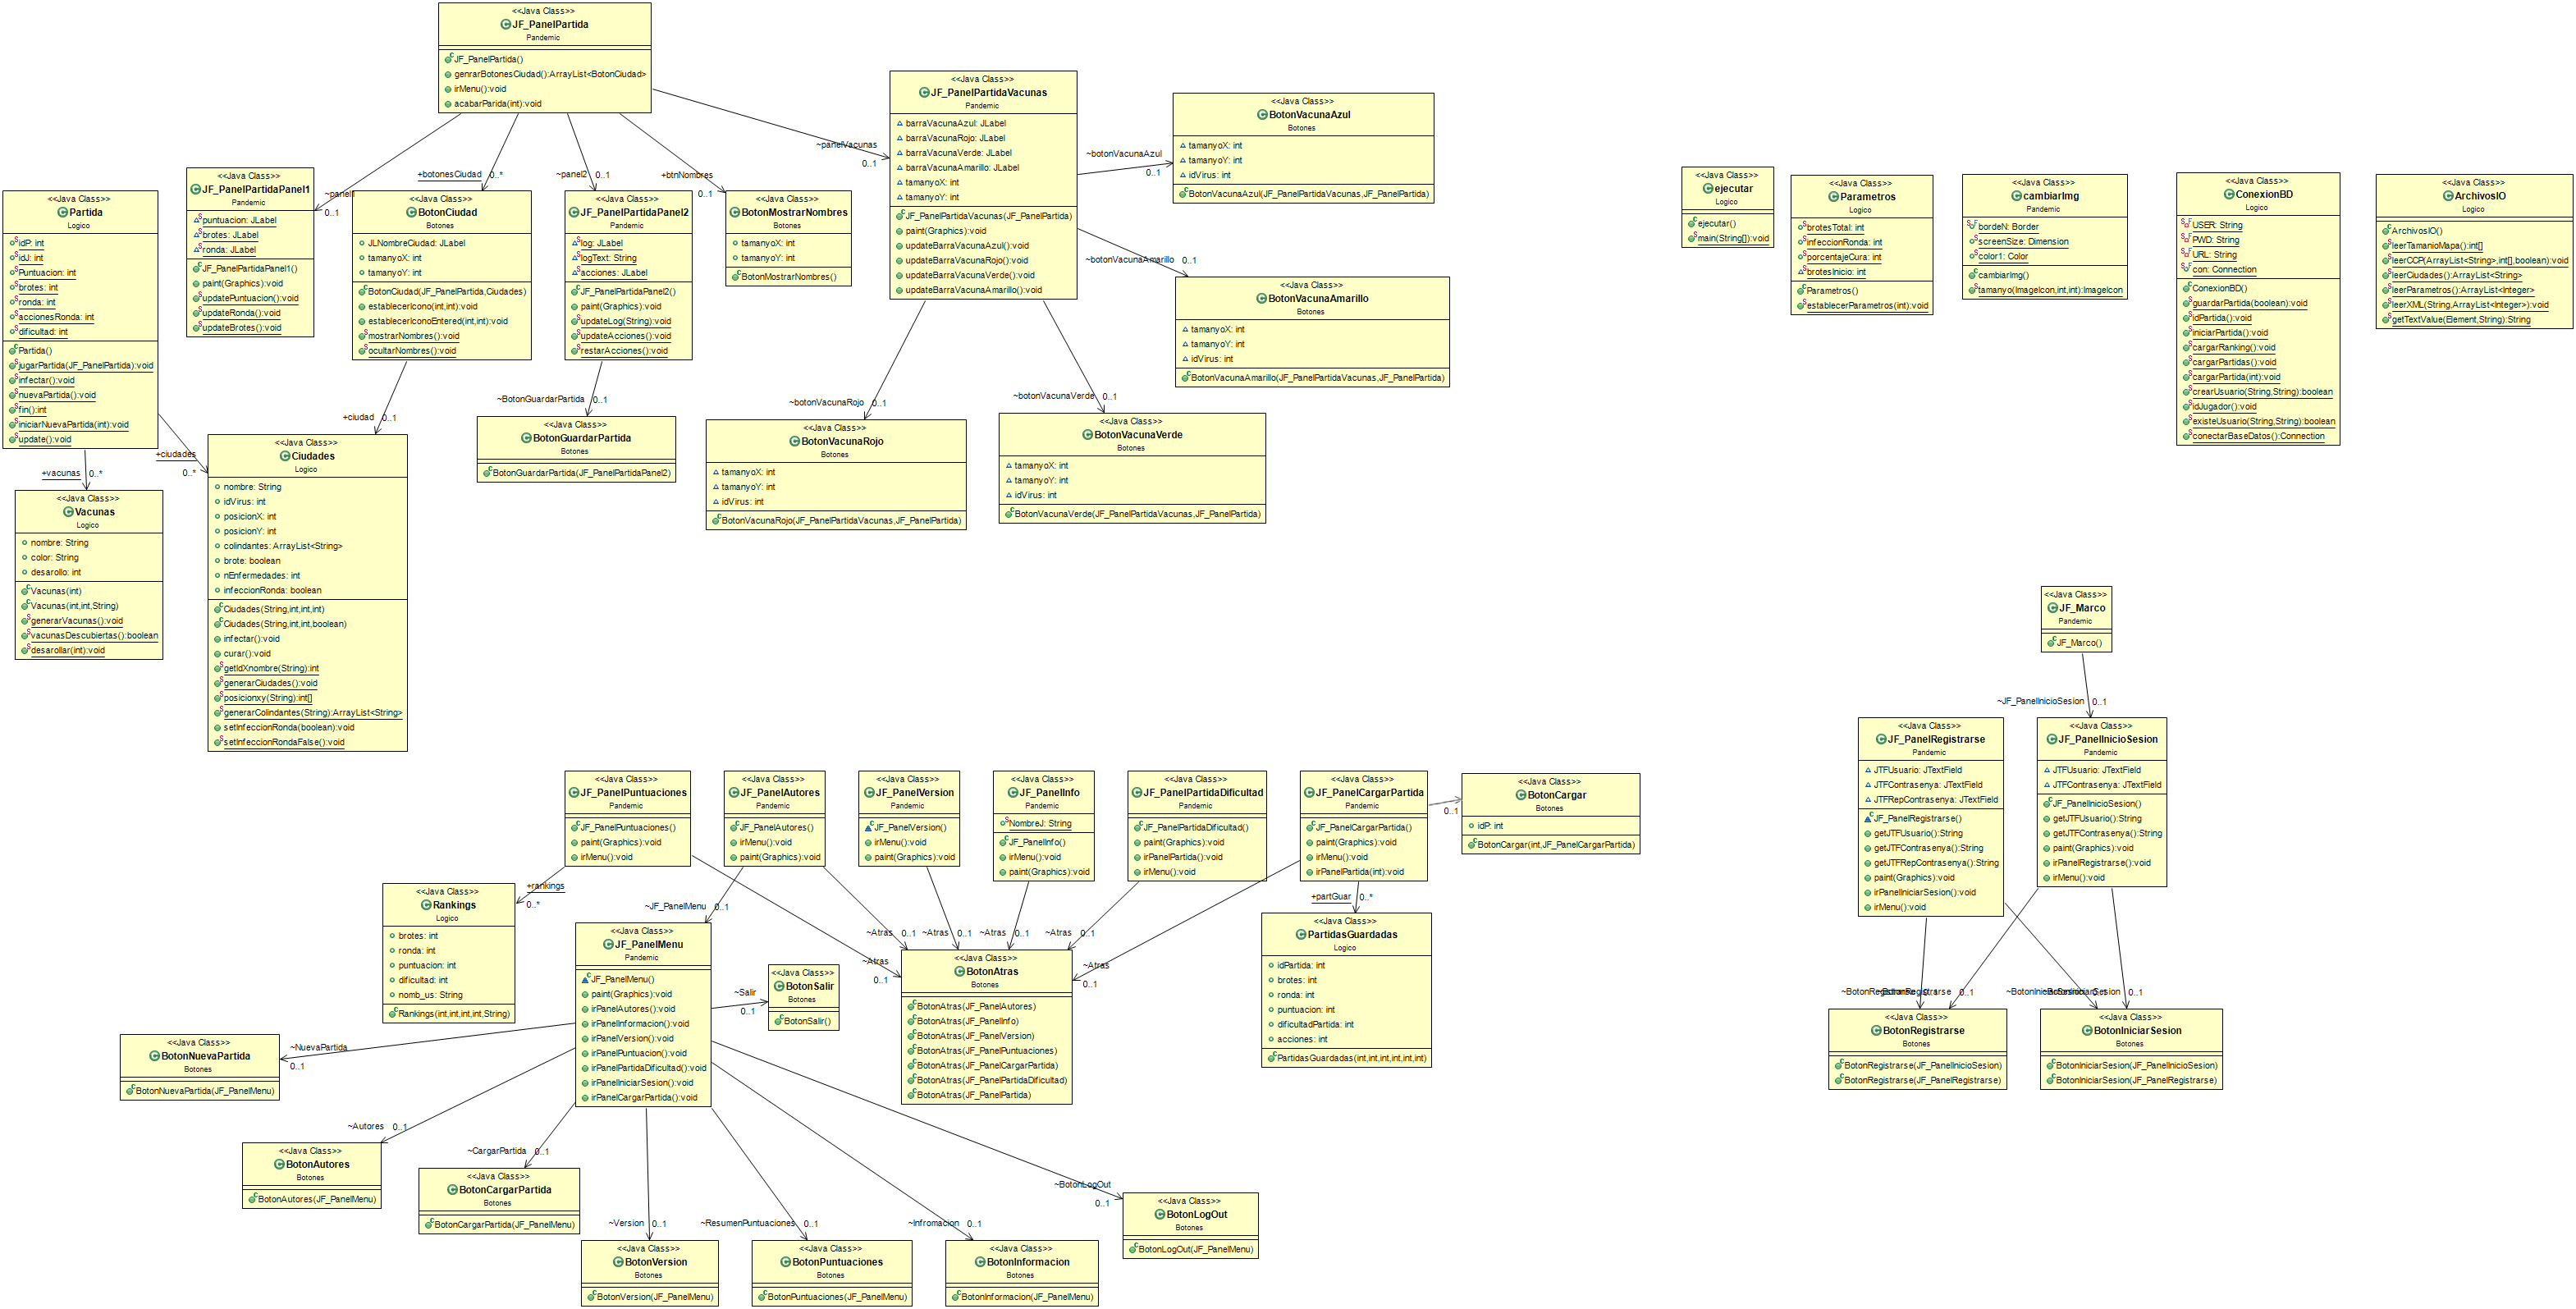 <<Java Class>>
JF_PanelPartida
Pandemic
JF_PanelPartida()
genrarBotonesCiudad():ArrayList<BotonCiudad>
irMenu():void
acabarParida(int):void
~panel1
0..1
+botonesCiudad
0..*
~panel2
0..1
+btnNombres
0..1
~panelVacunas
0..1
<<Java Class>>
JF_PanelPartidaVacunas
Pandemic
barraVacunaAzul: JLabel
barraVacunaRojo: JLabel
barraVacunaVerde: JLabel
barraVacunaAmarillo: JLabel
tamanyoX: int
tamanyoY: int
JF_PanelPartidaVacunas(JF_PanelPartida)
paint(Graphics):void
updateBarraVacunaAzul():void
updateBarraVacunaRojo():void
updateBarraVacunaVerde():void
updateBarraVacunaAmarillo():void
~botonVacunaAzul
0..1
~botonVacunaAmarillo
0..1
~botonVacunaRojo
0..1
~botonVacunaVerde
0..1
<<Java Class>>
BotonVacunaAzul
Botones
tamanyoX: int
tamanyoY: int
idVirus: int
BotonVacunaAzul(JF_PanelPartidaVacunas,JF_PanelPartida)
<<Java Class>>
BotonVacunaAmarillo
Botones
tamanyoX: int
tamanyoY: int
idVirus: int
BotonVacunaAmarillo(JF_PanelPartidaVacunas,JF_PanelPartida)
<<Java Class>>
BotonVacunaRojo
Botones
tamanyoX: int
tamanyoY: int
idVirus: int
BotonVacunaRojo(JF_PanelPartidaVacunas,JF_PanelPartida)
<<Java Class>>
BotonVacunaVerde
Botones
tamanyoX: int
tamanyoY: int
idVirus: int
BotonVacunaVerde(JF_PanelPartidaVacunas,JF_PanelPartida)
<<Java Class>>
Partida
Logico
idP: int
idJ: int
Puntuacion: int
brotes: int
ronda: int
accionesRonda: int
dificultad: int
Partida()
jugarPartida(JF_PanelPartida):void
infectar():void
nuevaPartida():void
fin():int
iniciarNuevaPartida(int):void
update():void
+vacunas
0..*
+ciudades
0..*
<<Java Class>>
JF_PanelPartidaPanel1
Pandemic
puntuacion: JLabel
brotes: JLabel
ronda: JLabel
JF_PanelPartidaPanel1()
paint(Graphics):void
updatePuntuacion():void
updateRonda():void
updateBrotes():void
<<Java Class>>
BotonCiudad
Botones
JLNombreCiudad: JLabel
tamanyoX: int
tamanyoY: int
BotonCiudad(JF_PanelPartida,Ciudades)
establecerIcono(int,int):void
establecerIconoEntered(int,int):void
mostrarNombres():void
ocultarNombres():void
+ciudad
0..1
<<Java Class>>
JF_PanelPartidaPanel2
Pandemic
log: JLabel
logText: String
acciones: JLabel
JF_PanelPartidaPanel2()
paint(Graphics):void
updateLog(String):void
updateAcciones():void
restarAcciones():void
~BotonGuardarPartida
0..1
<<Java Class>>
BotonMostrarNombres
Botones
tamanyoX: int
tamanyoY: int
BotonMostrarNombres()
<<Java Class>>
BotonGuardarPartida
Botones
BotonGuardarPartida(JF_PanelPartidaPanel2)
<<Java Class>>
Vacunas
Logico
nombre: String
color: String
desarollo: int
Vacunas(int)
Vacunas(int,int,String)
generarVacunas():void
vacunasDescubiertas():boolean
desarollar(int):void
<<Java Class>>
Ciudades
Logico
nombre: String
idVirus: int
posicionX: int
posicionY: int
colindantes: ArrayList<String>
brote: boolean
nEnfermedades: int
infeccionRonda: boolean
Ciudades(String,int,int,int)
Ciudades(String,int,int,boolean)
infectar():void
curar():void
getIdXnombre(String):int
generarCiudades():void
posicionxy(String):int[]
generarColindantes(String):ArrayList<String>
setInfeccionRonda(boolean):void
setInfeccionRondaFalse():void
<<Java Class>>
ejecutar
Logico
ejecutar()
main(String[]):void
<<Java Class>>
Parametros
Logico
brotesTotal: int
infeccionRonda: int
porcentajeCura: int
brotesInicio: int
Parametros()
establecerParametros(int):void
<<Java Class>>
cambiarImg
Pandemic
bordeN: Border
screenSize: Dimension
color1: Color
cambiarImg()
tamanyo(ImageIcon,int,int):ImageIcon
<<Java Class>>
ConexionBD
Logico
USER: String
PWD: String
URL: String
con: Connection
ConexionBD()
guardarPartida(boolean):void
idPartida():void
iniciarPartida():void
cargarRanking():void
cargarPartidas():void
cargarPartida(int):void
crearUsuario(String,String):boolean
idJugador():void
existeUsuario(String,String):boolean
conectarBaseDatos():Connection
<<Java Class>>
ArchivosIO
Logico
ArchivosIO()
leerTamanioMapa():int[]
leerCCP(ArrayList<String>,int[],boolean):void
leerCiudades():ArrayList<String>
leerParametros():ArrayList<Integer>
leerXML(String,ArrayList<Integer>):void
getTextValue(Element,String):String
<<Java Class>>
JF_Marco
Pandemic
JF_Marco()
~JF_PanelInicioSesion
0..1
<<Java Class>>
JF_PanelRegistrarse
Pandemic
JTFUsuario: JTextField
JTFContrasenya: JTextField
JTFRepContrasenya: JTextField
JF_PanelRegistrarse()
getJTFUsuario():String
getJTFContrasenya():String
getJTFRepContrasenya():String
paint(Graphics):void
irPanelIniciarSesion():void
irMenu():void
<<Java Class>>
JF_PanelInicioSesion
Pandemic
JTFUsuario: JTextField
JTFContrasenya: JTextField
JF_PanelInicioSesion()
getJTFUsuario():String
getJTFContrasenya():String
paint(Graphics):void
irPanelRegistrarse():void
irMenu():void
0..1
0..1
<<Java Class>>
BotonRegistrarse
Botones
BotonRegistrarse(JF_PanelInicioSesion)
BotonRegistrarse(JF_PanelRegistrarse)
<<Java Class>>
BotonIniciarSesion
Botones
BotonIniciarSesion(JF_PanelInicioSesion)
BotonIniciarSesion(JF_PanelRegistrarse)
<<Java Class>>
JF_PanelPuntuaciones
Pandemic
JF_PanelPuntuaciones()
paint(Graphics):void
irMenu():void
<<Java Class>>
JF_PanelAutores
Pandemic
JF_PanelAutores()
irMenu():void
paint(Graphics):void
<<Java Class>>
JF_PanelVersion
Pandemic
JF_PanelVersion()
irMenu():void
paint(Graphics):void
<<Java Class>>
JF_PanelInfo
Pandemic
NombreJ: String
JF_PanelInfo()
irMenu():void
paint(Graphics):void
<<Java Class>>
JF_PanelPartidaDificultad
Pandemic
JF_PanelPartidaDificultad()
paint(Graphics):void
irPanelPartida():void
irMenu():void
<<Java Class>>
JF_PanelCargarPartida
Pandemic
JF_PanelCargarPartida()
paint(Graphics):void
irMenu():void
irPanelPartida(int):void
0..1
<<Java Class>>
BotonCargar
Botones
idP: int
BotonCargar(int,JF_PanelCargarPartida)
+rankings
0..*
~JF_PanelMenu
0..1
~Atras
0..1
~Atras
0..1
~Atras
0..1
~Atras
0..1
~Atras
0..1
~Atras
0..1
+partGuar
0..*
<<Java Class>>
Rankings
Logico
brotes: int
ronda: int
puntuacion: int
dificultad: int
nomb_us: String
Rankings(int,int,int,int,String)
<<Java Class>>
JF_PanelMenu
Pandemic
JF_PanelMenu()
paint(Graphics):void
irPanelAutores():void
irPanelInformacion():void
irPanelVersion():void
irPanelPuntuacion():void
irPanelPartidaDificultad():void
irPanelIniciarSesion():void
irPanelCargarPartida():void
~Salir
0..1
<<Java Class>>
BotonSalir
Botones
BotonSalir()
<<Java Class>>
BotonAtras
Botones
BotonAtras(JF_PanelAutores)
BotonAtras(JF_PanelInfo)
BotonAtras(JF_PanelVersion)
BotonAtras(JF_PanelPuntuaciones)
BotonAtras(JF_PanelCargarPartida)
BotonAtras(JF_PanelPartidaDificultad)
BotonAtras(JF_PanelPartida)
<<Java Class>>
PartidasGuardadas
Logico
idPartida: int
brotes: int
ronda: int
puntuacion: int
dificultadPartida: int
acciones: int
PartidasGuardadas(int,int,int,int,int,int)
~NuevaPartida
0..1
<<Java Class>>
BotonNuevaPartida
Botones
BotonNuevaPartida(JF_PanelMenu)
~Autores
0..1
<<Java Class>>
BotonAutores
Botones
BotonAutores(JF_PanelMenu)
~CargarPartida
0..1
<<Java Class>>
BotonCargarPartida
Botones
BotonCargarPartida(JF_PanelMenu)
~Version
0..1
<<Java Class>>
BotonVersion
Botones
BotonVersion(JF_PanelMenu)
~ResumenPuntuaciones
0..1
<<Java Class>>
BotonPuntuaciones
Botones
BotonPuntuaciones(JF_PanelMenu)
~Infromacion
0..1
<<Java Class>>
BotonInformacion
Botones
BotonInformacion(JF_PanelMenu)
~BotonLogOut
0..1
<<Java Class>>
BotonLogOut
Botones
BotonLogOut(JF_PanelMenu)